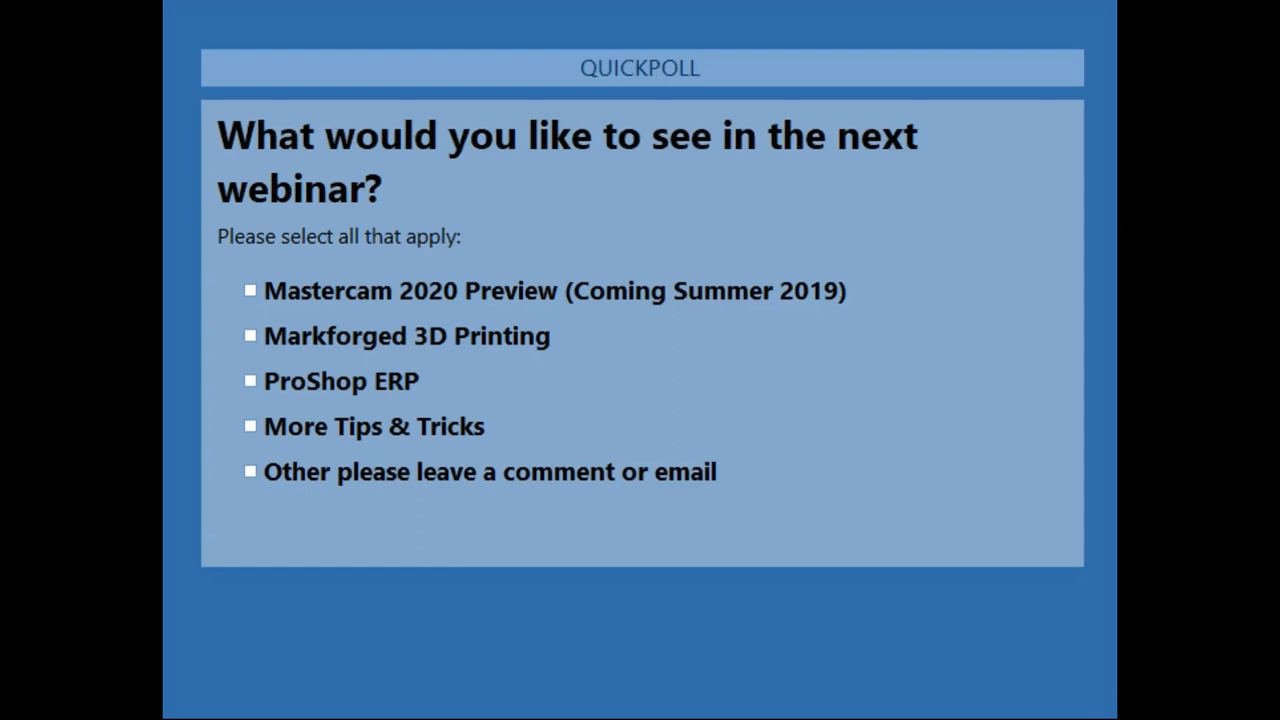 QUICKPOLL
What would you like to see in the next
webinar?
Please select all that apply:
Mastercam 2020 Preview (Coming Summer 2019)
Markforged 3D Printing
ProShop ERP
More Tips & Tricks
Other please leave a comment or email